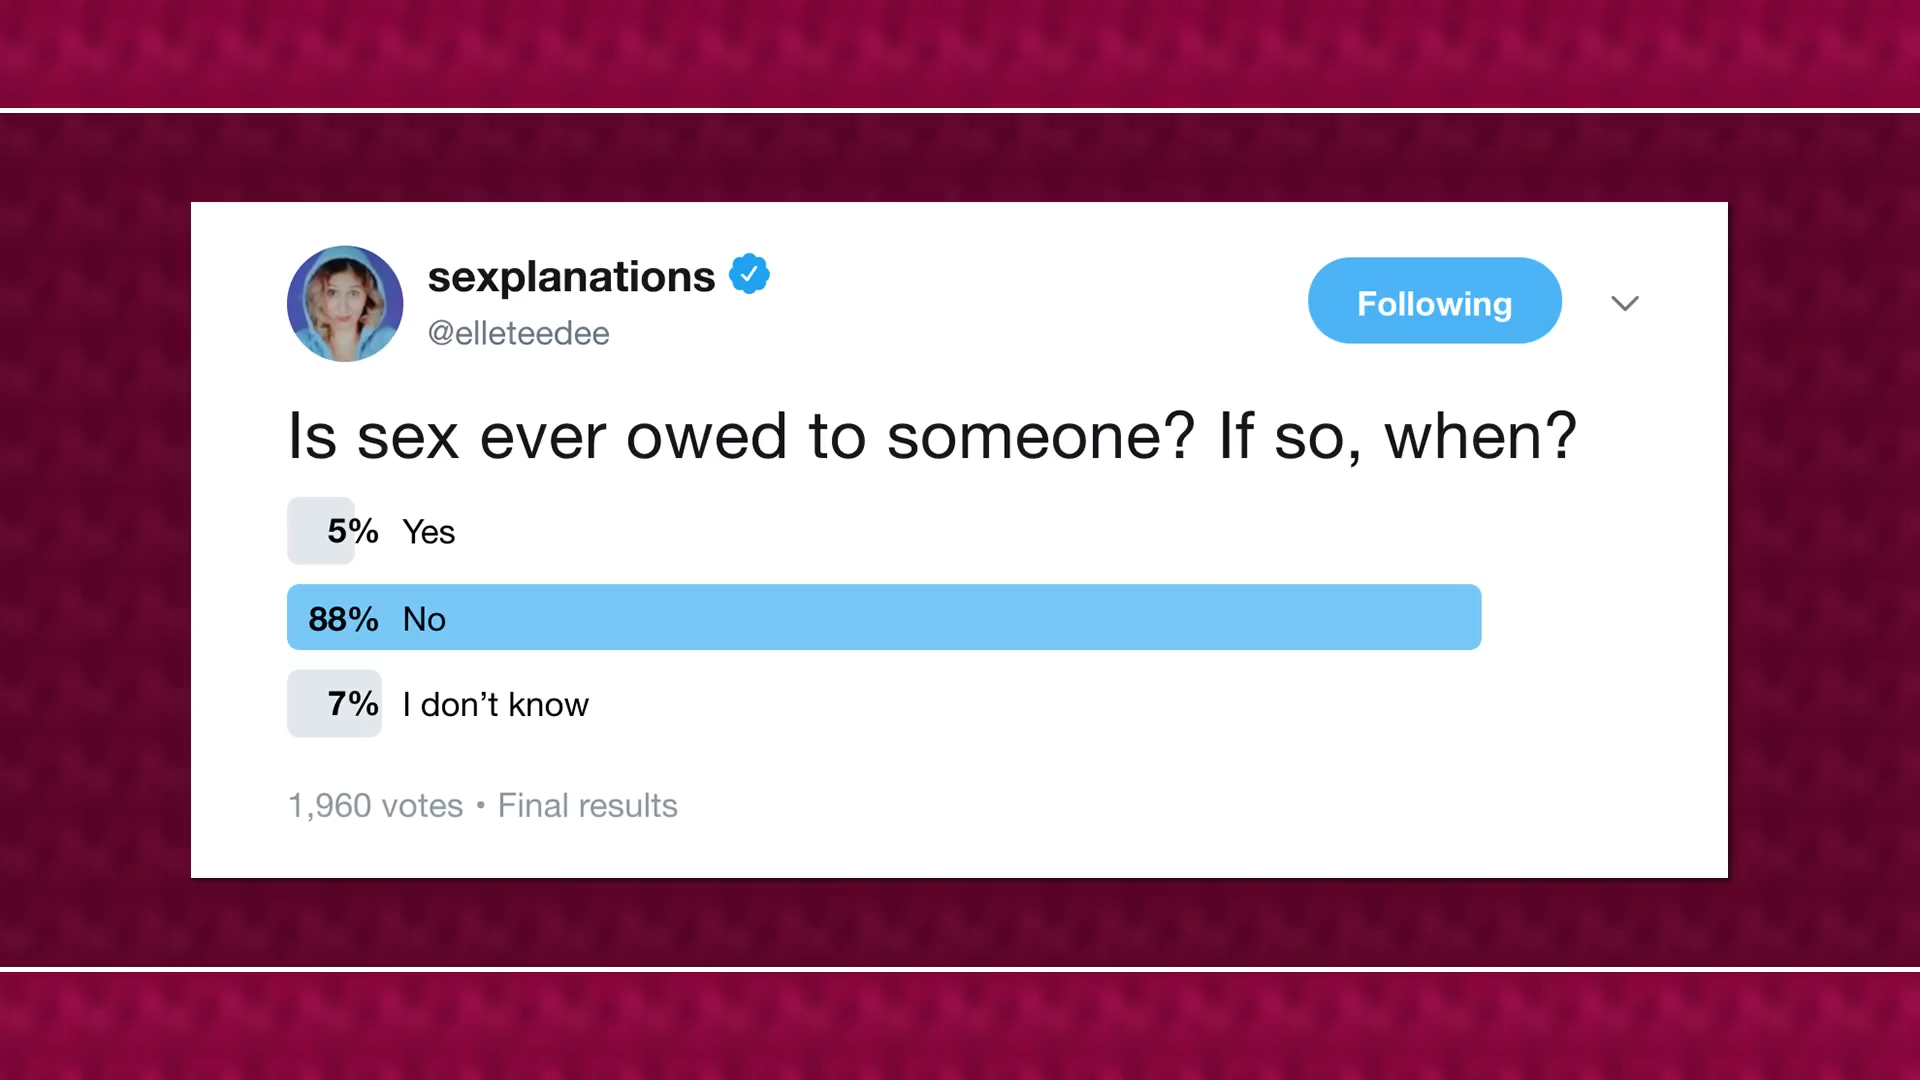 sexplanations
@elleteedee
Following
Is sex ever owed to someone? If so, when?
5% Yes
88% No
7% I don’t know
1,960 votes • Final results